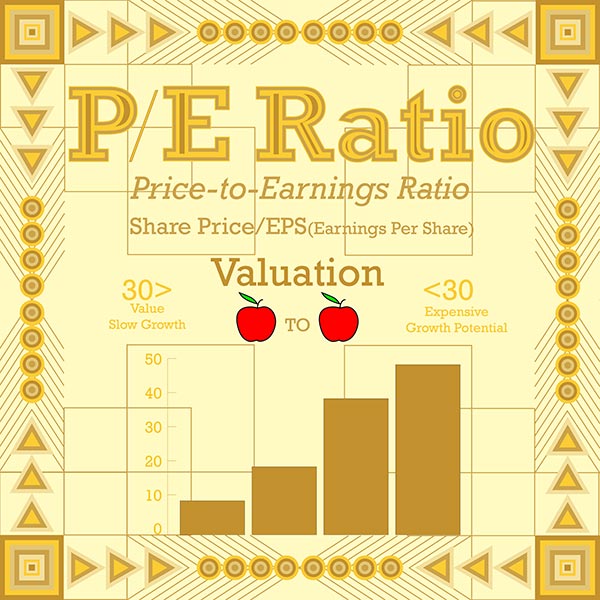 P/E Ratio
Price-to-Earnings Ratio
Share Price/EPS(Earnings Per Share)
Valuation
30>
Value
Slow Growth
TO
<30
Expensive
Growth Potential
50
40
30
20
10
0